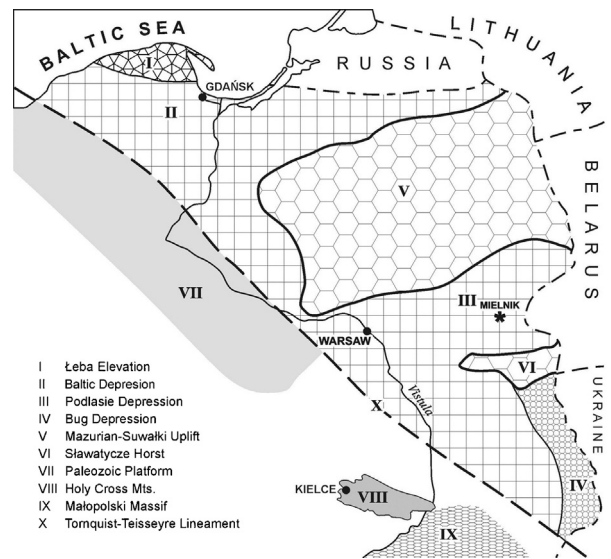 BALTIC SEA
LITHUANIA
RUSSIA
BELARUS
UKRAINE
I
GDAŃSK
II
V
VII
III MIELNIK
WARSAW
VI
X
Vistula
KIELCE
VIII
IV
IX
I Łeba Elevation
II Baltic Depresion
III Podlasie Depression
IV Bug Depression
V Mazurian-Suwałki Uplift
VI Sławatycze Horst
VII Paleozoic Platform
VIII Holy Cross Mts.
IX Małopolski Massif
X Tornquist-Teisseyre Lineament